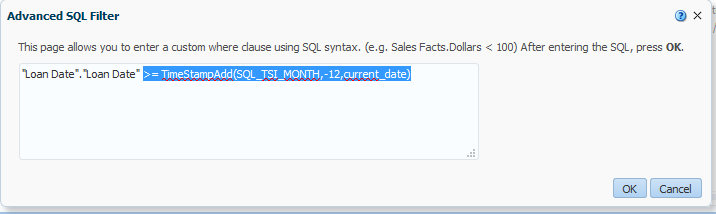 Advanced SQL Filter
This page allows you to enter a custom where clause using SQL syntax. (e.g. Sales Facts.Dollars < 100) After entering the SQL, press OK.
"Loan Date"."Loan Date" >= TimeStampAdd(SQL_TSI_MONTH,-12,current_date)
OK Cancel